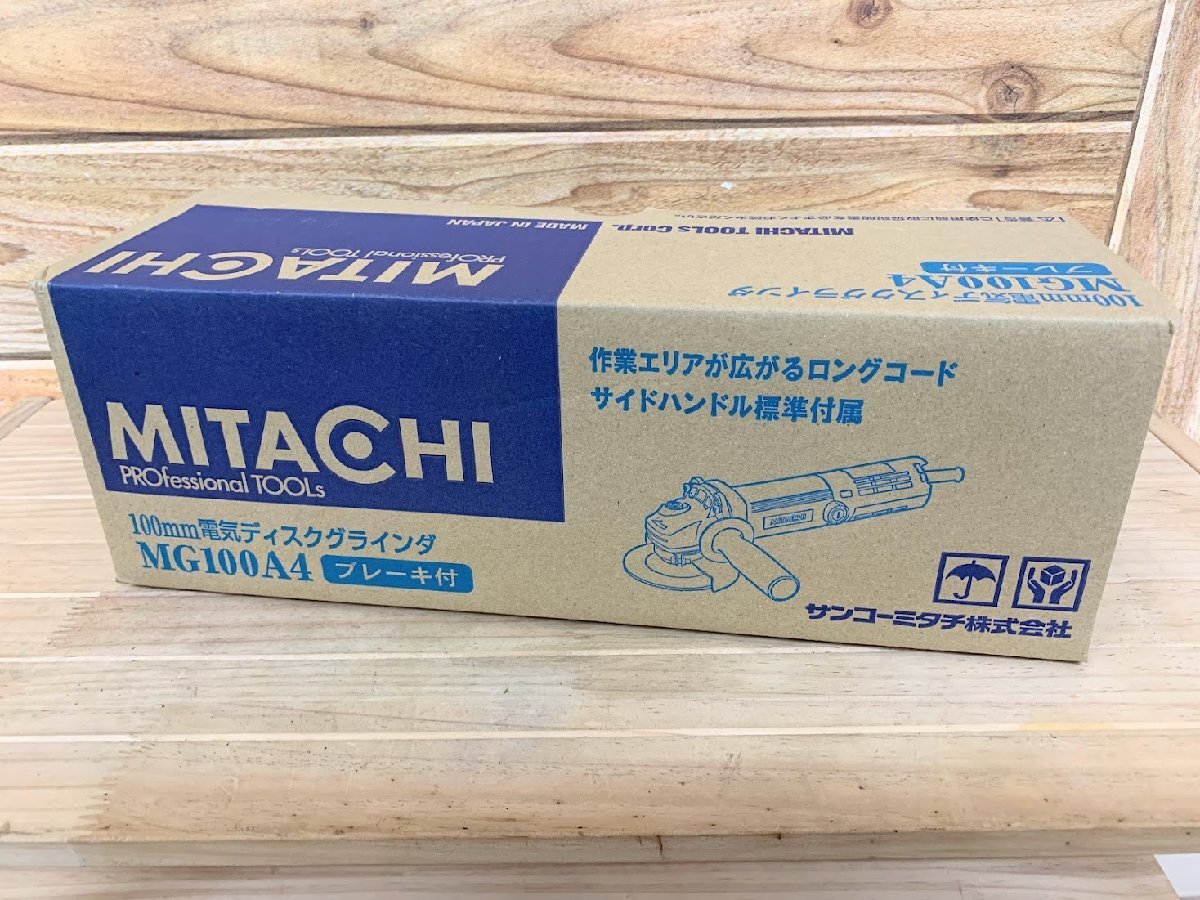 MITACHI
PROfessional TOOLs
MADE IN JAPAN
MITACHI TOOLS Corp.
100mm電気ディスクグラインダ
MG100A4 ブレーキ付
MITACHI
PROfessional TOOLs
100mm電気ディスクグラインダ
MG100A4 ブレーキ付
作業エリアが広がるロングコード
サイドハンドル標準付属
MITACHI
サンコーミタチ株式会社